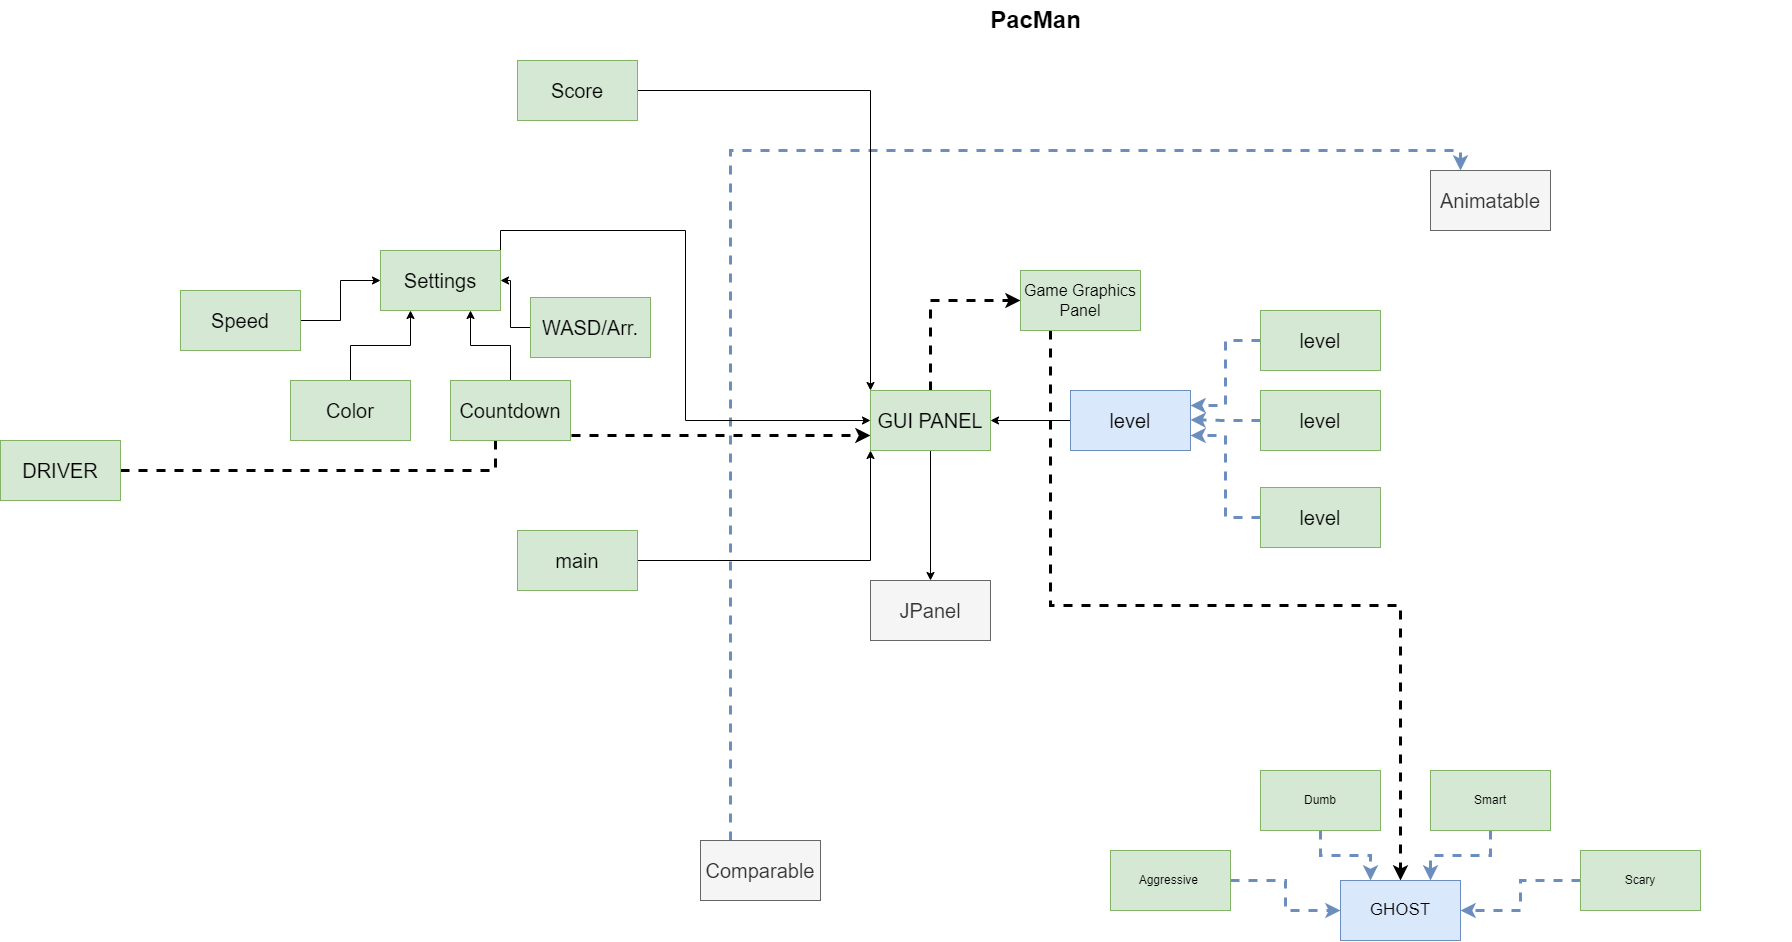 PacMan
Score
Animatable
Settings
Game Graphics
Panel
Speed
WASD/Arr.
level
Color
Countdown
GUI PANEL
level
level
DRIVER
level
main
JPanel
Dumb
Smart
Comparable
Aggressive
Scary
GHOST